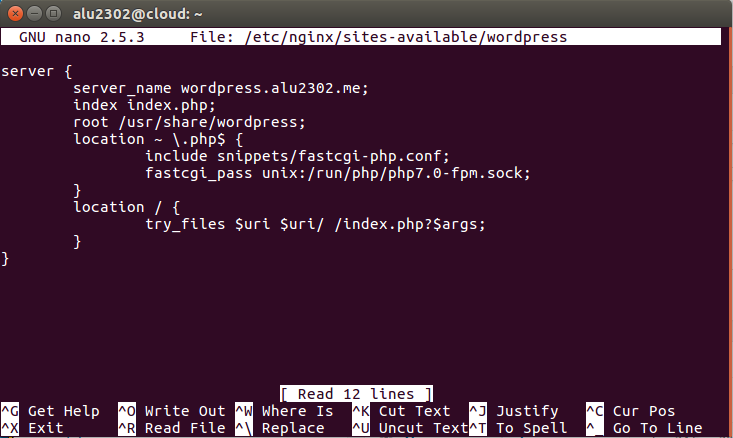 alu2302@cloud: ~
GNU nano 2.5.3 File: /etc/nginx/sites-available/wordpress
server {
server_name wordpress.alu2302.me;
index index.php;
root /usr/share/wordpress;
location ~ \.php$ {
include snippets/fastcgi-php.conf;
fastcgi_pass unix:/run/php/php7.0-fpm.sock;
}
location / {
try_files $uri $uri/ /index.php?$args;
}
}
[ Read 12 lines ]
^G Get Help ^O Write Out ^W Where Is ^K Cut Text ^J Justify ^C Cur Pos
^X Exit ^R Read File ^\ Replace ^U Uncut Text ^T To Spell ^_ Go To Line